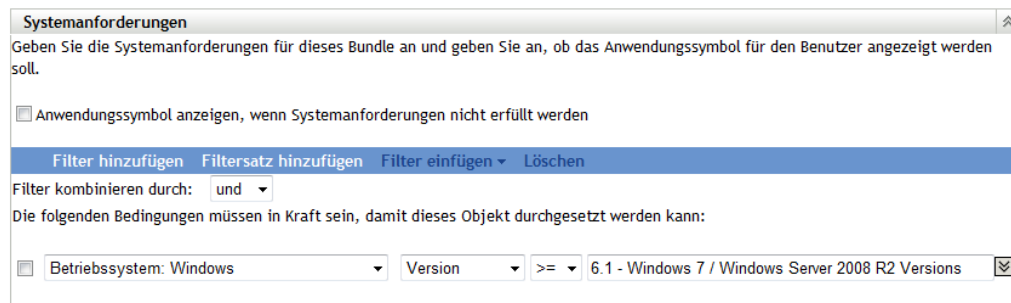 Systemanforderungen
Geben Sie die Systemanforderungen für dieses Bundle an und geben Sie an, ob das Anwendungssymbol für den Benutzer angezeigt werden
soll.
Anwendungssymbol anzeigen, wenn Systemanforderungen nicht erfüllt werden
Filter hinzufügen Filtersatz hinzufügen Filter einfügen Löschen
Filter kombinieren durch: und
Die folgenden Bedingungen müssen in Kraft sein, damit dieses Objekt durchgesetzt werden kann:
Betriebssystem: Windows Version >= 6.1 - Windows 7 / Windows Server 2008 R2 Versions